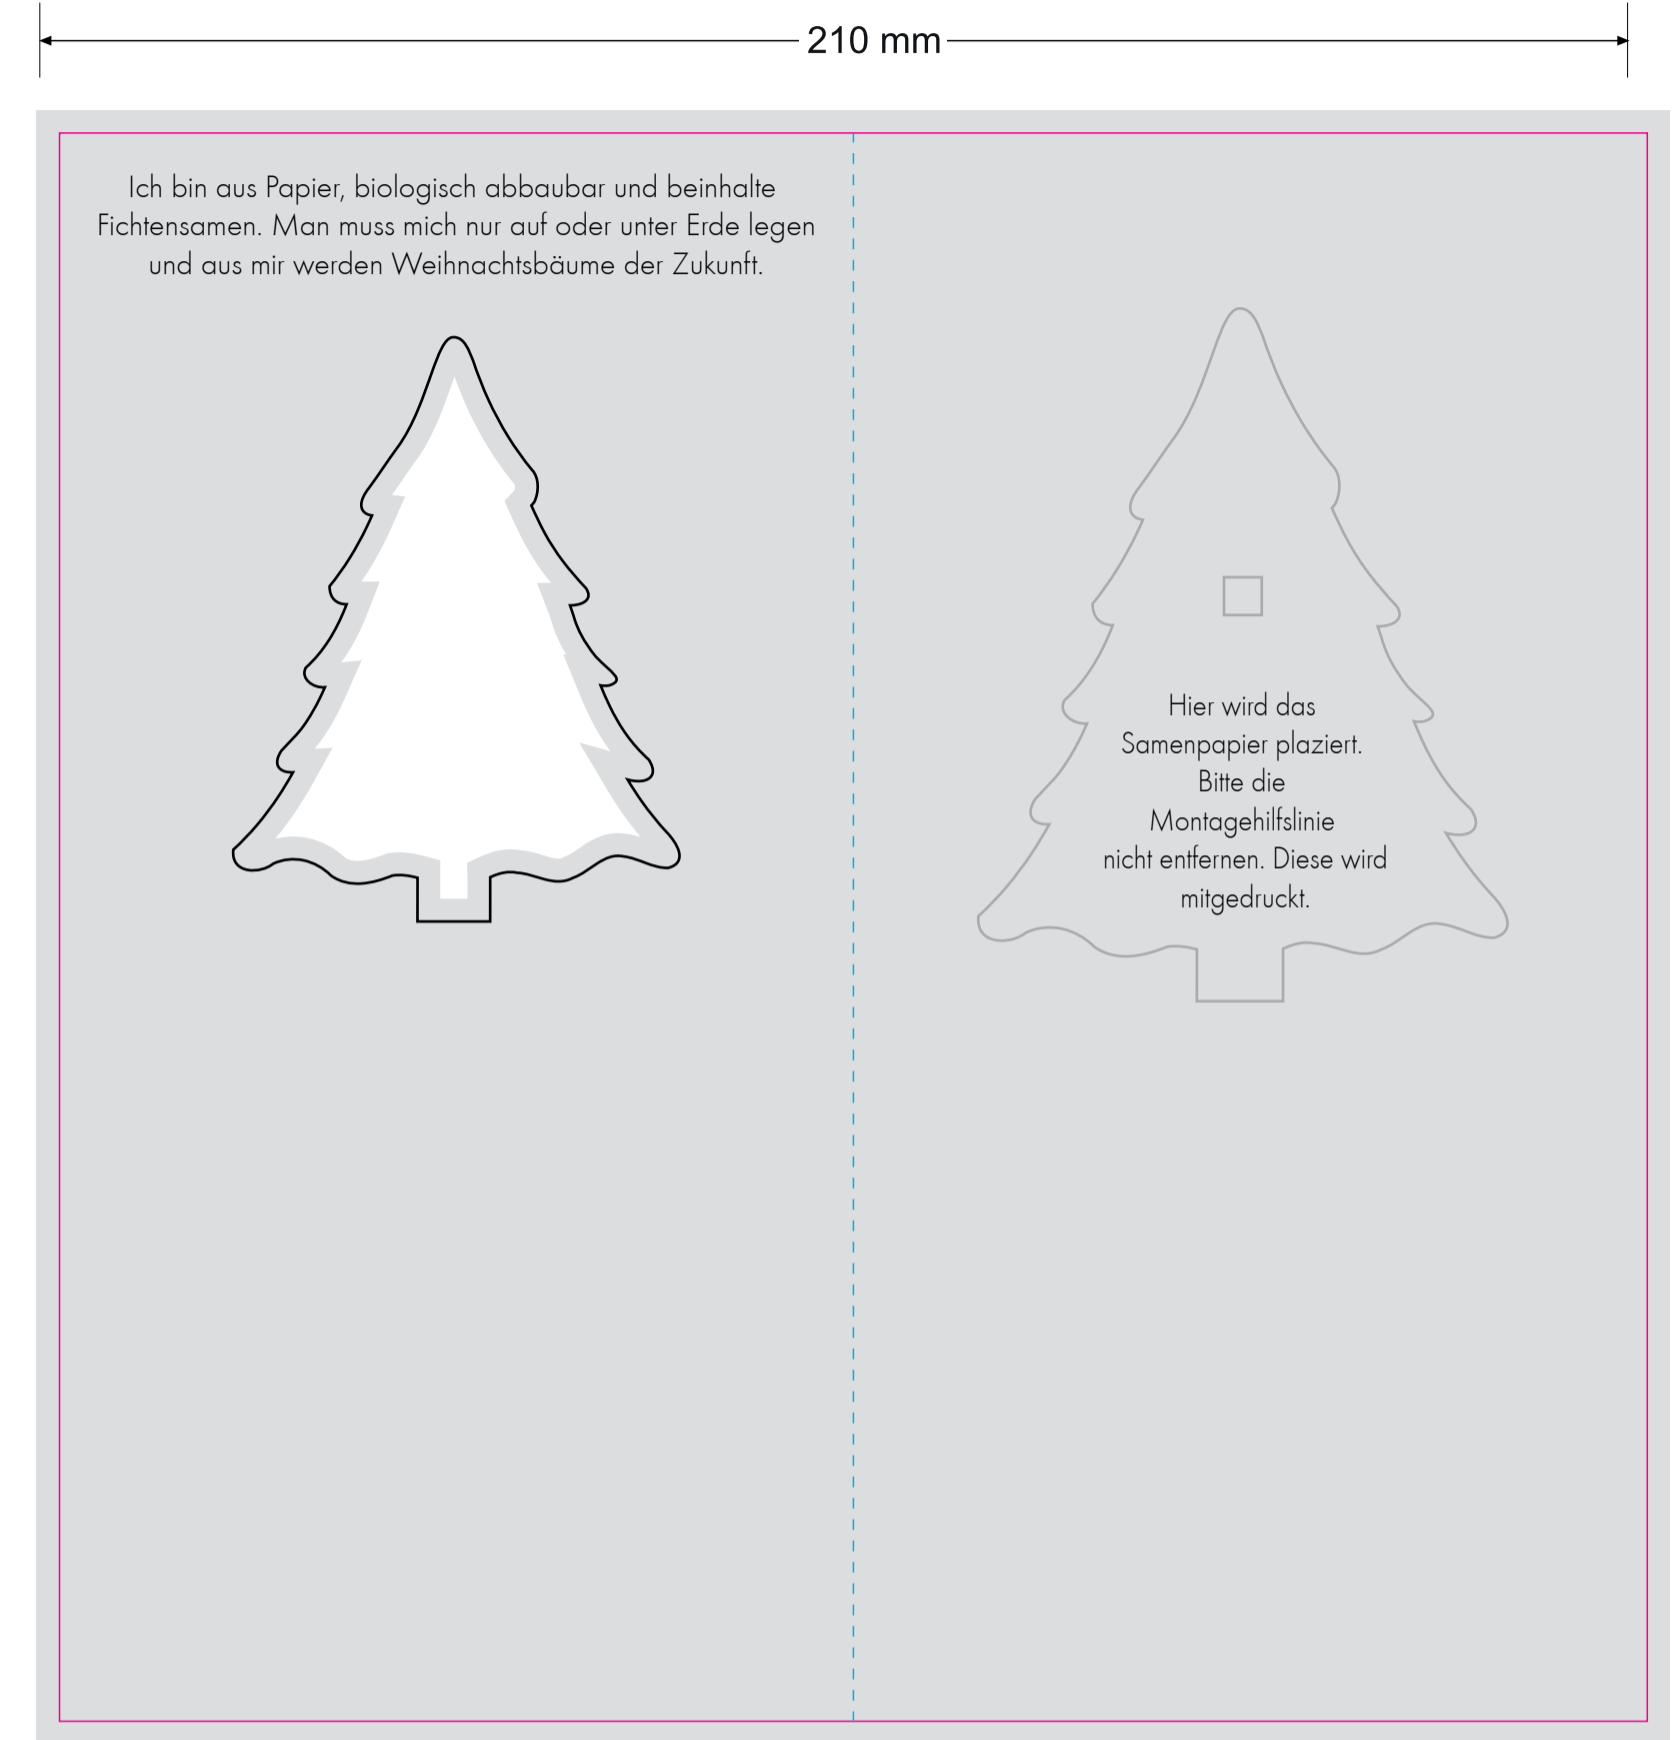 210 mm
Ich bin aus Papier, biologisch abbaubar und beinhalte
Fichtensamen. Man muss mich nur auf oder unter Erde legen
und aus mir werden Weihnachtsbäume der Zukunft.
Hier wird das
Samenpapier plaziert.
Bitte die
Montagehilfslinie
nicht entfernen. Diese wird
mitgedruckt.